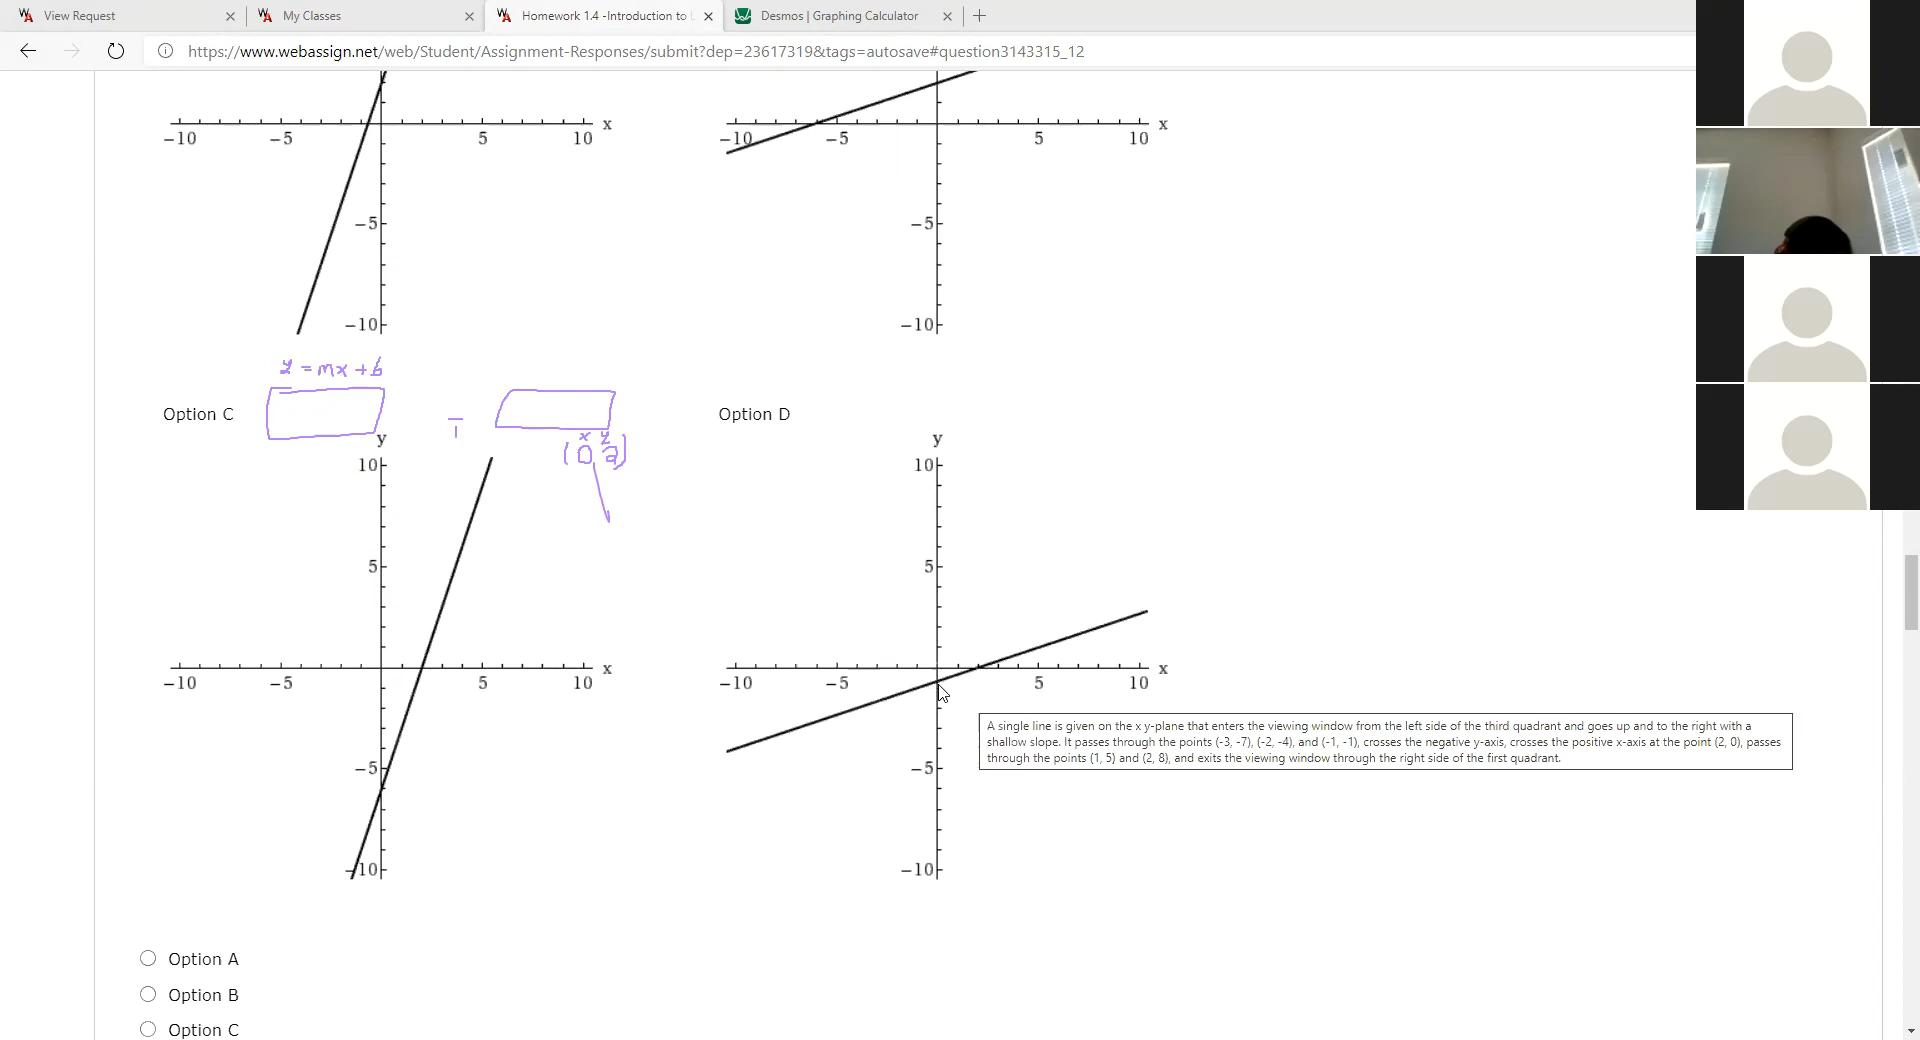 View Request
My Classes
Homework 1.4 -Introduction to L
Desmos | Graphing Calculator
https://www.webassign.net/web/Student/Assignment-Responses/submit?dep=23617319&tags=autosave#question3143315_12
-10 -5 5 10 x
-5
-10
-10 -5 5 10 x
-5
-10
y = mx + b
Option C
1
x y
(0 2)
Option D
y
10
5
-10 -5 5 10 x
-5
-10
y
10
5
-10 -5 5 10 x
-5
-10
A single line is given on the x y-plane that enters the viewing window from the left side of the third quadrant and goes up and to the right with a
shallow slope. It passes through the points (-3, -7), (-2, -4), and (-1, -1), crosses the negative y-axis, crosses the positive x-axis at the point (2, 0), passes
through the points (1, 5) and (2, 8), and exits the viewing window through the right side of the first quadrant.
Option A
Option B
Option C